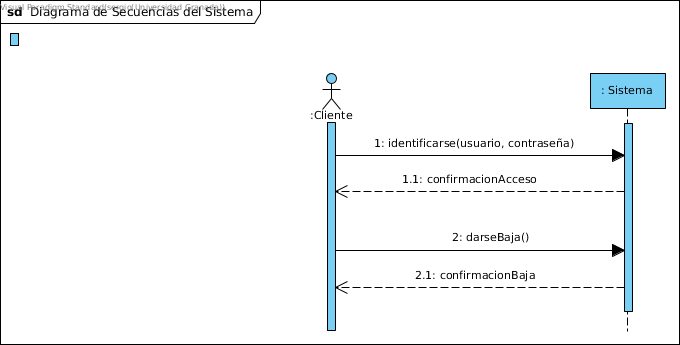 Visual Paradigm Standard(sergio(Universidad Granada))
sd Diagrama de Secuencias del Sistema
:Cliente
: Sistema
1: identificarse(usuario, contraseña)
1.1: confirmacionAcceso
2: darseBaja()
2.1: confirmacionBaja